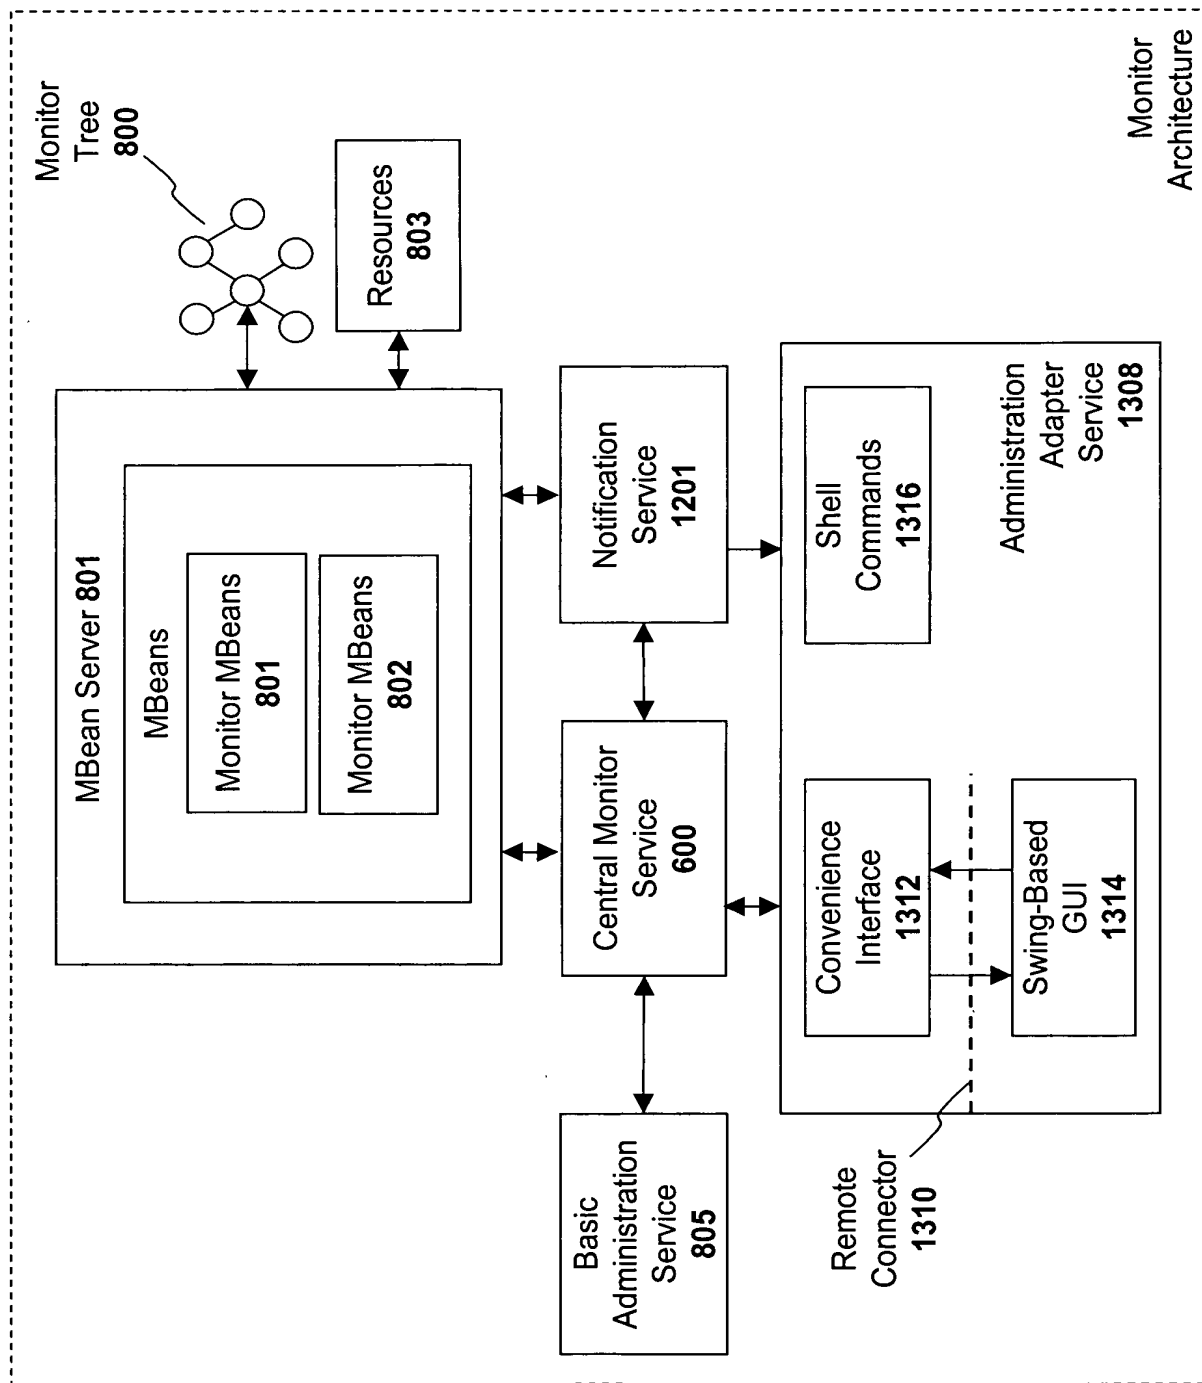 Monitor
Tree
800
MBean Server 801
MBeans
Monitor MBeans
801
Monitor MBeans
802
Resources
803
Basic
Administration
Service
805
Central Monitor
Service
600
Notification
Service
1201
Remote
Connector
1310
Convenience
Interface
1312
Swing-Based
GUI
1314
Shell
Commands
1316
Administration
Adapter
Service
1308
Monitor
Architecture